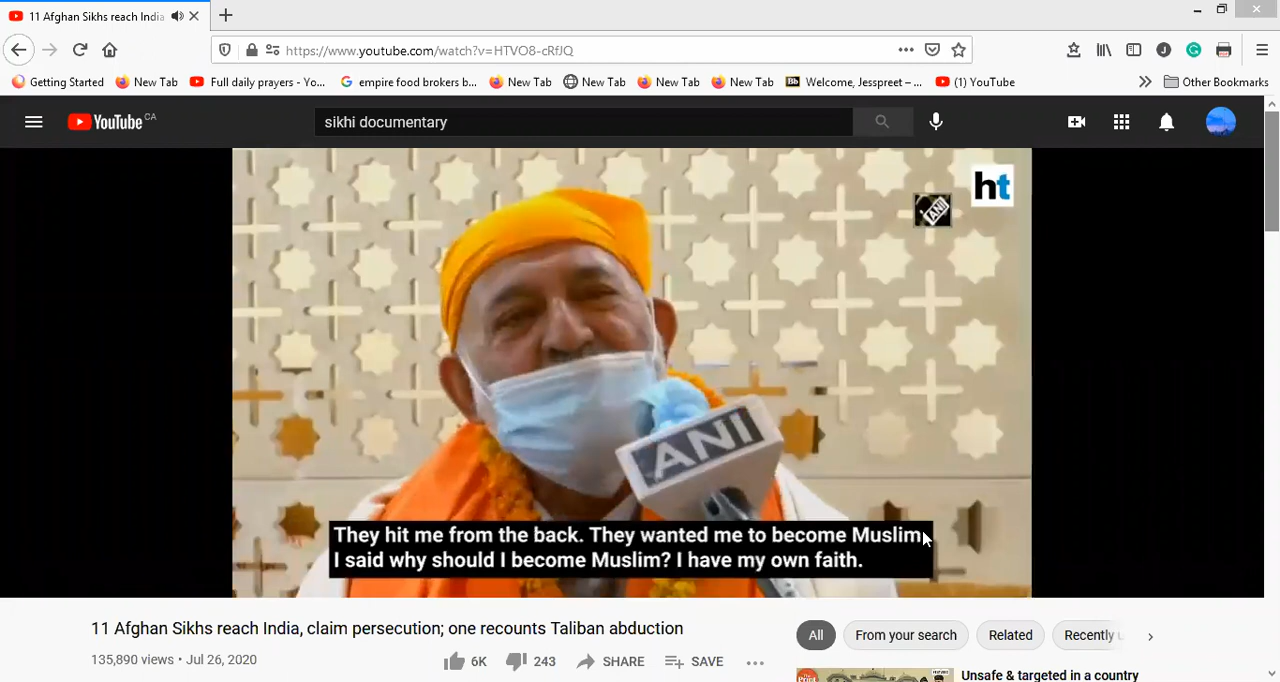 11 Afghan Sikhs reach India
https://www.youtube.com/watch?v=HTVO8-cRfJQ
Getting Started New Tab Full daily prayers - Yo... empire food brokers b... New Tab New Tab New Tab New Tab Bb Welcome, Jesspreet – ... (1) YouTube Other Bookmarks
YouTube CA sikhi documentary
ht
ANI
ANI
They hit me from the back. They wanted me to become Muslim.
I said why should I become Muslim? I have my own faith.
11 Afghan Sikhs reach India, claim persecution; one recounts Taliban abduction
135,890 views • Jul 26, 2020 6K 243 SHARE SAVE
All From your search Related Recently
ThePrint
Unsafe & targeted in a country